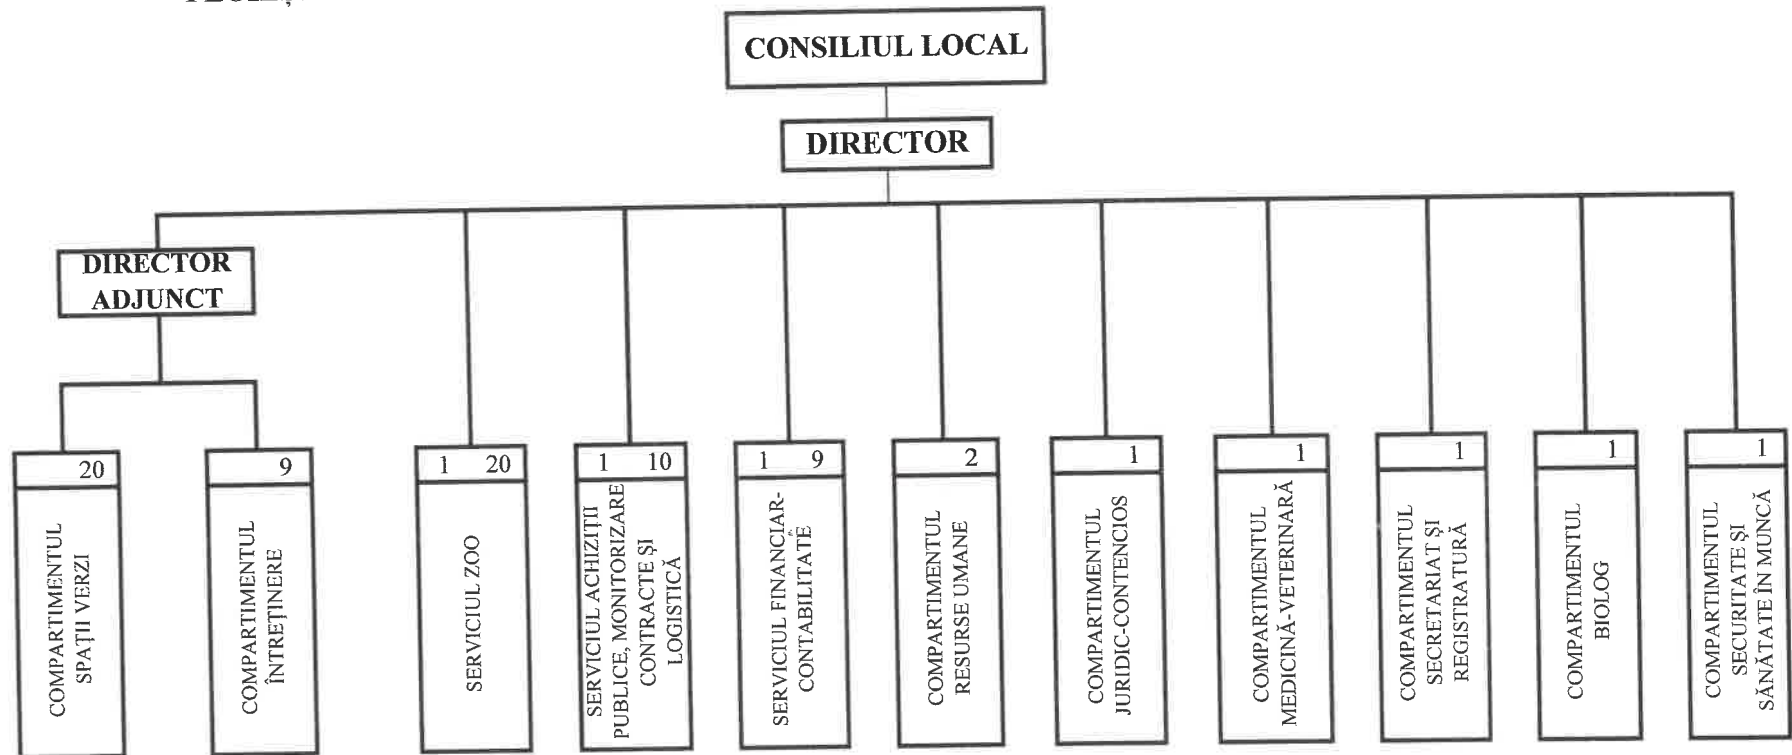 CONSILIUL LOCAL
DIRECTOR
DIRECTOR
ADJUNCT
20
COMPARTIMENTUL
SPAȚII VERZI
9
COMPARTIMENTUL
ÎNTREȚINERE
1 20
SERVICIUL ZOO
1 10
SERVICIUL ACHIZIȚII
PUBLICE, MONITORIZARE
CONTRACTE ȘI
LOGISTICĂ
1 9
SERVICIUL FINANCIAR-
CONTABILITATE
2
COMPARTIMENTUL
RESURSE UMANE
1
COMPARTIMENTUL
JURIDIC-CONTENCIOS
1
COMPARTIMENTUL
MEDICINĂ-VETERINARĂ
1
COMPARTIMENTUL
SECRETARIAT ȘI
REGISTRATURĂ
1
COMPARTIMENTUL
BIOLOG
1
COMPARTIMENTUL
SECURITATE ȘI
SĂNĂTATE ÎN MUNCĂ